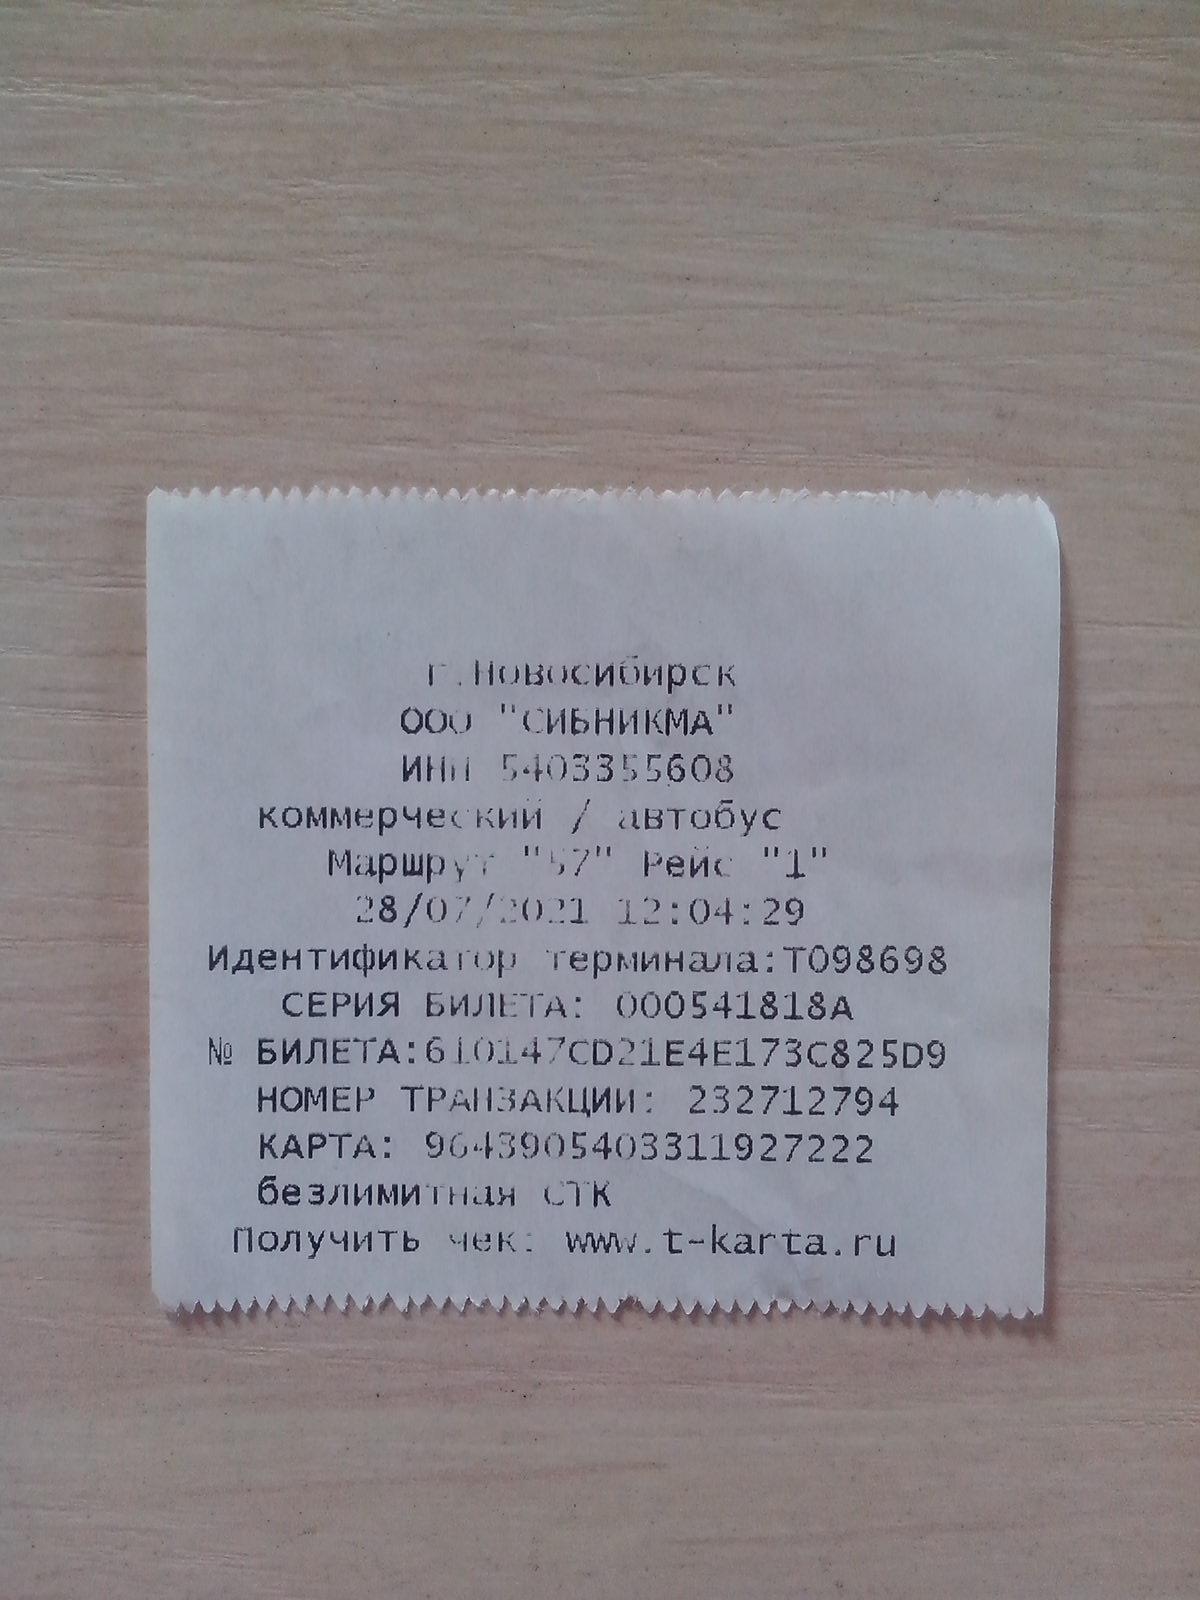 г.Новосибирск
ООО "СИБНИКМА"
ИНН 5403355608
коммерческий / автобус
Маршрут "57" Рейс "1"
28/07/2021 12:04:29
Идентификатор терминала:T098698
СЕРИЯ БИЛЕТА: 000541818A
№ БИЛЕТА:610147CD21E4E173C825D9
НОМЕР ТРАНЗАКЦИИ: 232712794
КАРТА: 9643905403311927222
безлимитная СТК
Получить чек: www.t-karta.ru